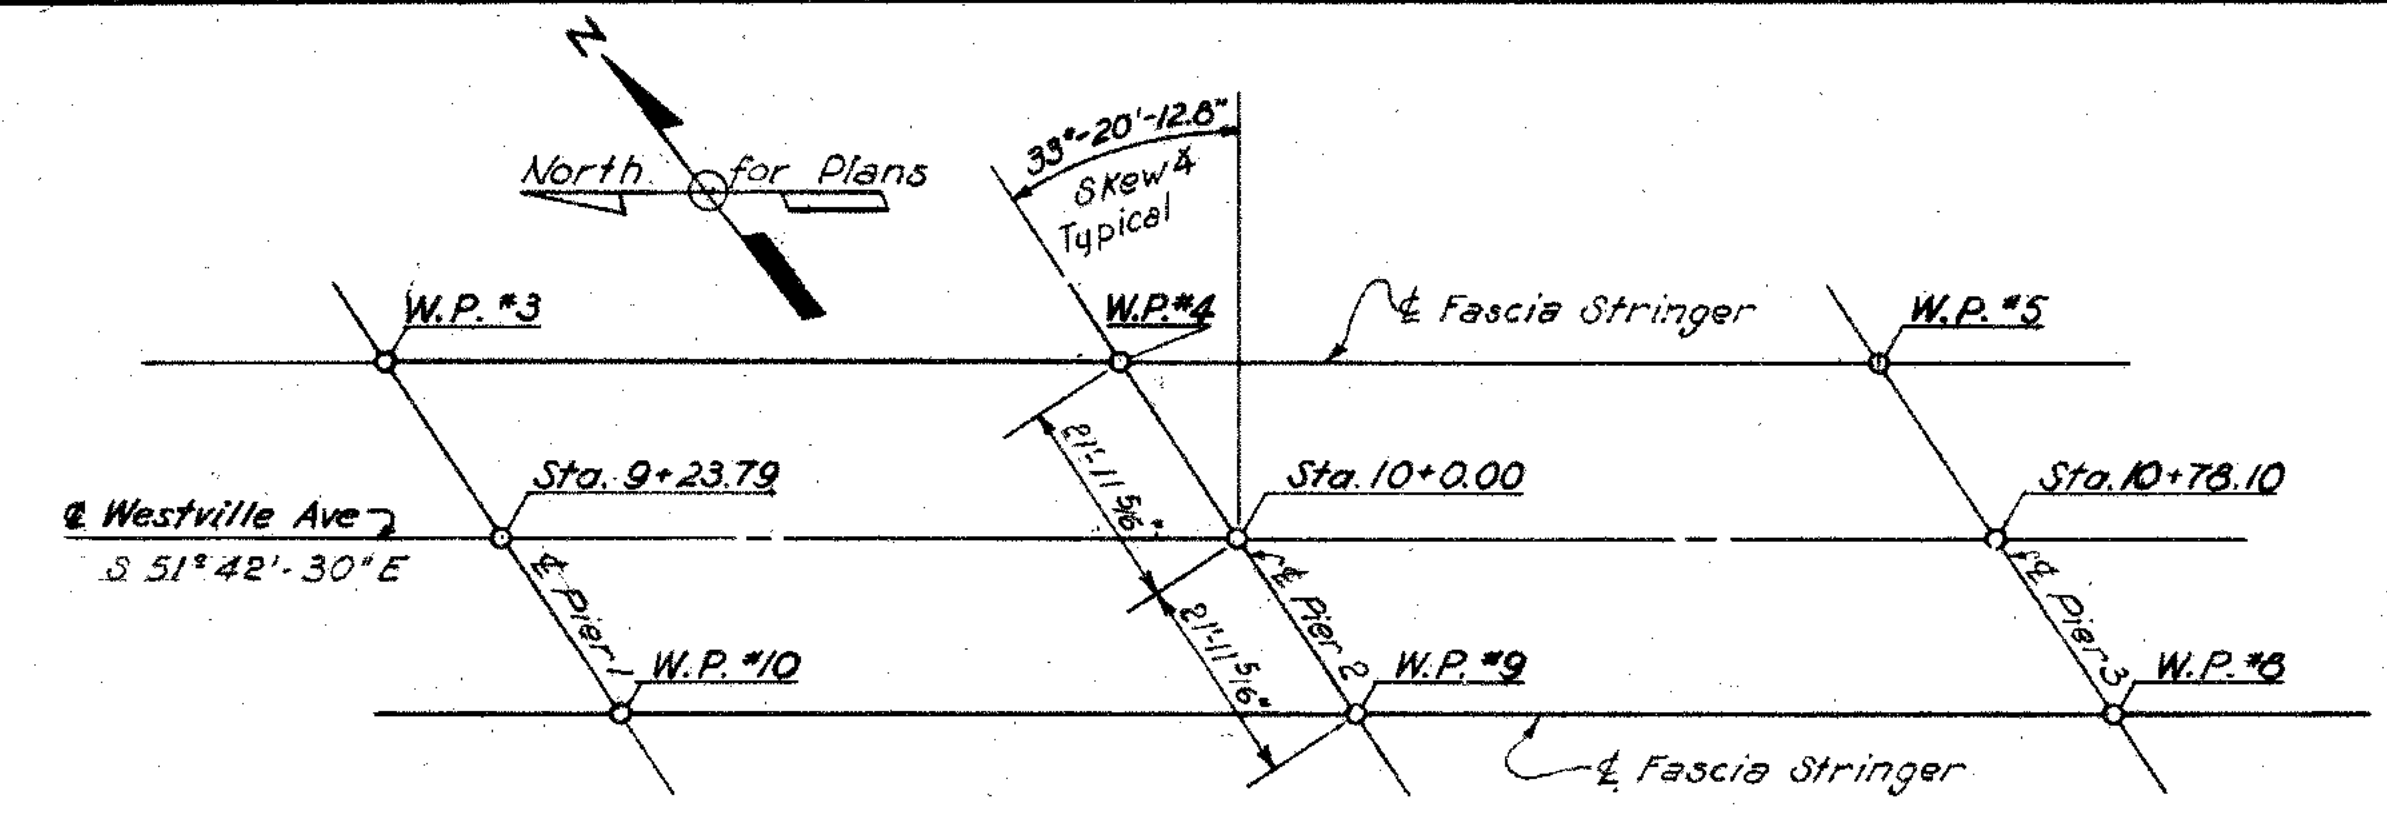 N
North for Plans
33°-20'-12.8"
Skew ∡
Typical
W.P. #3
W.P. #4
℄ Fascia Stringer
W.P. #5
21'-11 5/16"
Sta. 9+23.79
Sta. 10+0.00
Sta. 10+78.10
℄ Westville Ave
S 51° 42'-30" E
℄ Pier 1
℄ Pier 2
℄ Pier 3
21'-11 5/16"
W.P. #10
W.P. #9
W.P. #8
℄ Fascia Stringer